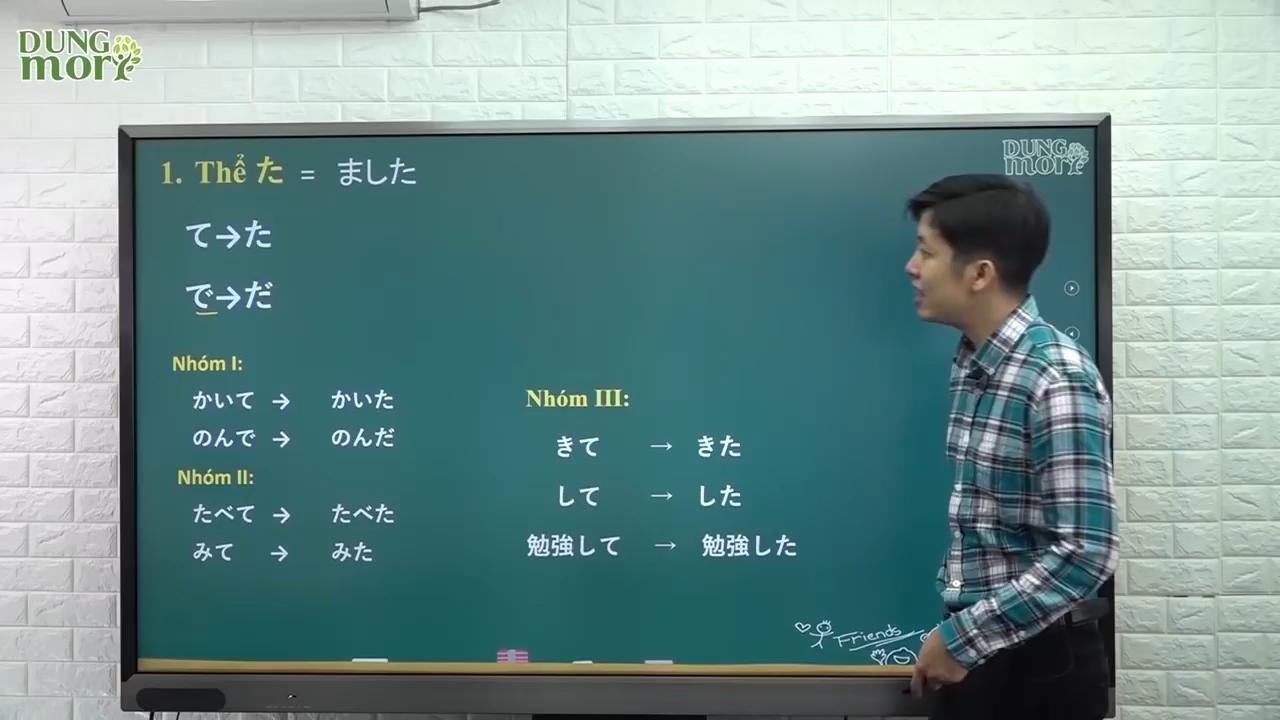 DUNG
mori
DUNG
mori
1. Thể た = ました
て→た
で→だ
Nhóm I:
かいて → かいた
のんで → のんだ
Nhóm II:
たべて → たべた
みて → みた
Nhóm III:
きて → きた
して → した
勉強して → 勉強した
Friends